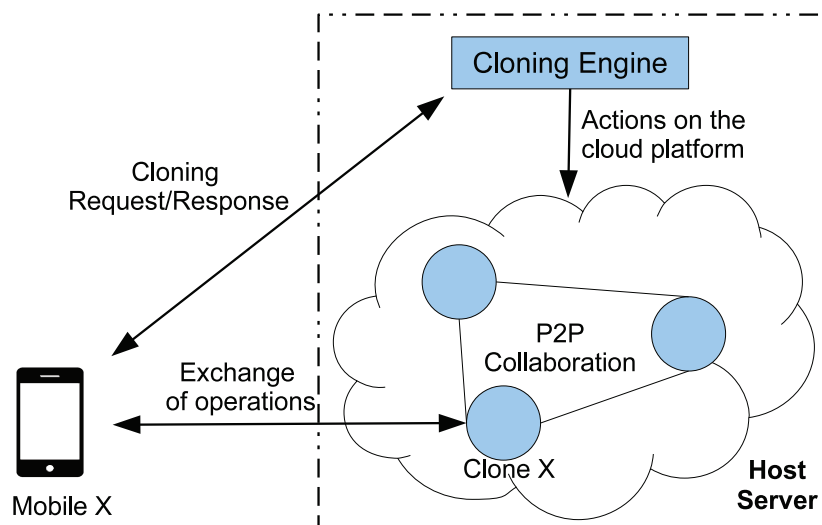 Cloning Engine
Actions on the
cloud platform
Cloning
Request/Response
P2P
Collaboration
Exchange
of operations
Clone X
Mobile X
Host
Server